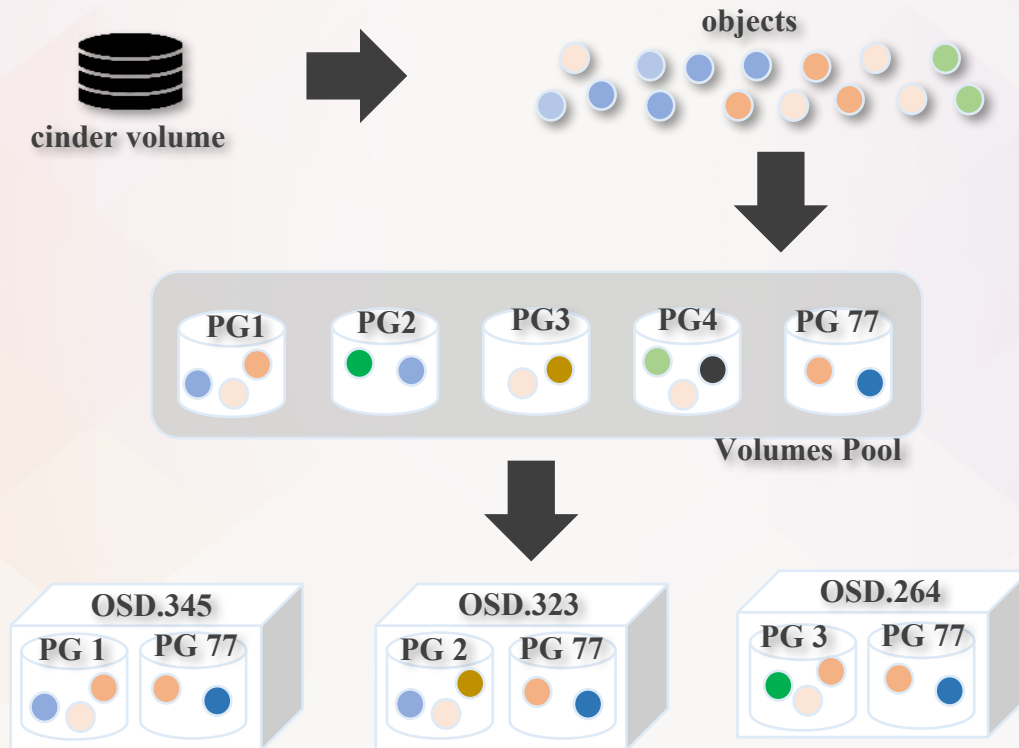 objects
cinder volume
PG1
PG2
PG3
PG4
PG 77
Volumes Pool
OSD.345
PG 1
PG 77
OSD.323
PG 2
PG 77
OSD.264
PG 3
PG 77